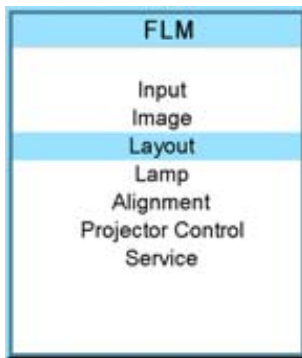 FLM
Input
Image
Layout
Lamp
Alignment
Projector Control
Service